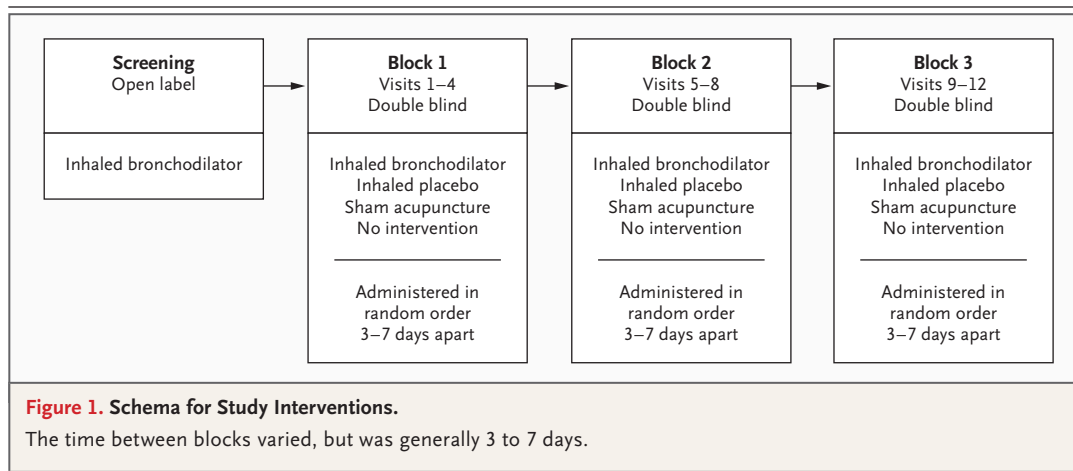 Screening
Open label
Inhaled bronchodilator
Block 1
Visits 1–4
Double blind
Inhaled bronchodilator
Inhaled placebo
Sham acupuncture
No intervention
Administered in
random order
3–7 days apart
Block 2
Visits 5–8
Double blind
Inhaled bronchodilator
Inhaled placebo
Sham acupuncture
No intervention
Administered in
random order
3–7 days apart
Block 3
Visits 9–12
Double blind
Inhaled bronchodilator
Inhaled placebo
Sham acupuncture
No intervention
Administered in
random order
3–7 days apart
Figure 1. Schema for Study Interventions.
The time between blocks varied, but was generally 3 to 7 days.